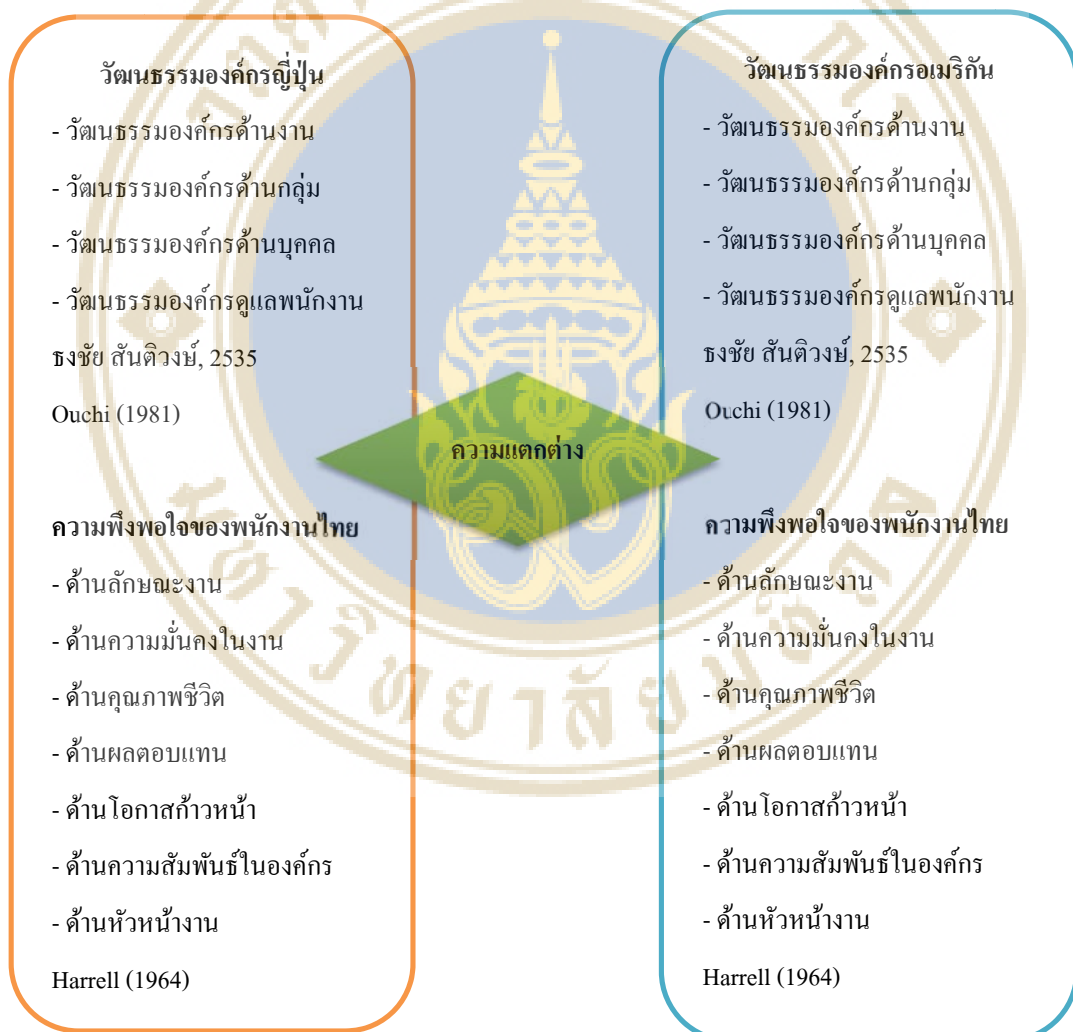 วัฒนธรรมองค์กรญี่ปุ่น
- วัฒนธรรมองค์กรด้านงาน
- วัฒนธรรมองค์กรด้านกลุ่ม
- วัฒนธรรมองค์กรด้านบุคคล
- วัฒนธรรมองค์กรดูแลพนักงาน
ธงชัย สันติวงษ์, 2535
Ouchi (1981)
ความพึงพอใจของพนักงานไทย
- ด้านลักษณะงาน
- ด้านความมั่นคงในงาน
- ด้านคุณภาพชีวิต
- ด้านผลตอบแทน
- ด้านโอกาสก้าวหน้า
- ด้านความสัมพันธ์ในองค์กร
- ด้านหัวหน้างาน
Harrell (1964)
ความแตกต่าง
วัฒนธรรมองค์กรอเมริกัน
- วัฒนธรรมองค์กรด้านงาน
- วัฒนธรรมองค์กรด้านกลุ่ม
- วัฒนธรรมองค์กรด้านบุคคล
- วัฒนธรรมองค์กรดูแลพนักงาน
ธงชัย สันติวงษ์, 2535
Ouchi (1981)
ความพึงพอใจของพนักงานไทย
- ด้านลักษณะงาน
- ด้านความมั่นคงในงาน
- ด้านคุณภาพชีวิต
- ด้านผลตอบแทน
- ด้านโอกาสก้าวหน้า
- ด้านความสัมพันธ์ในองค์กร
- ด้านหัวหน้างาน
Harrell (1964)